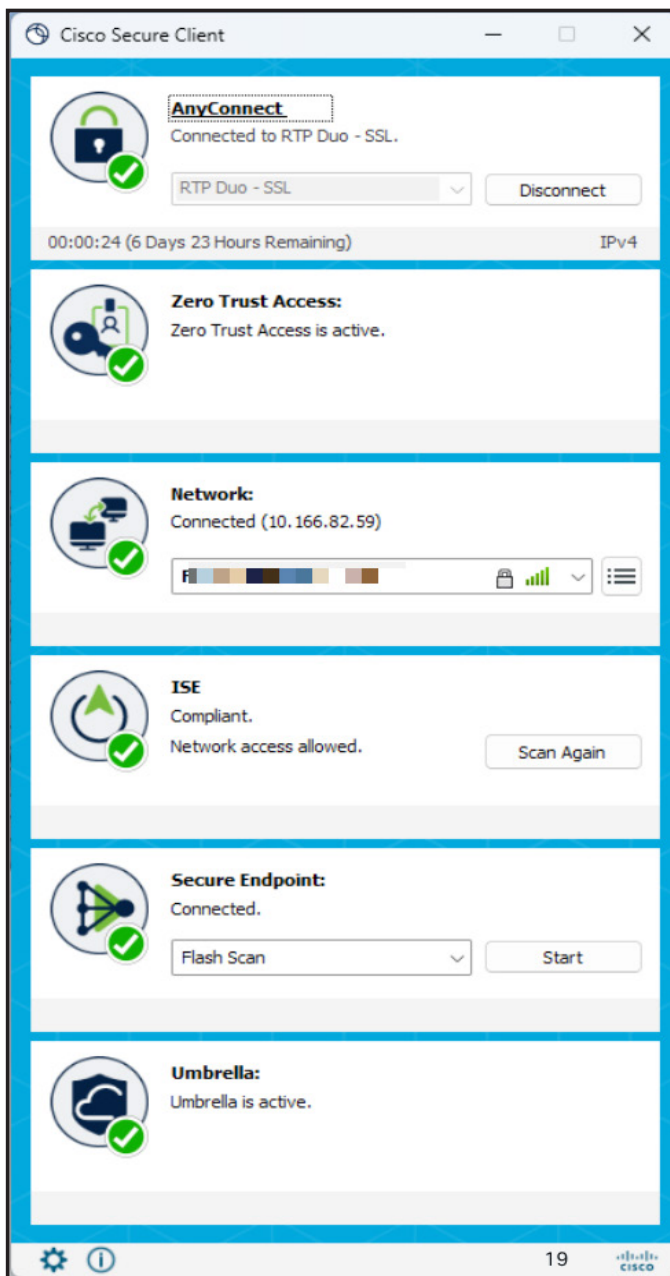 Cisco Secure Client
AnyConnect
Connected to RTP Duo - SSL.
RTP Duo - SSL
Disconnect
00:00:24 (6 Days 23 Hours Remaining)
IPv4
Zero Trust Access:
Zero Trust Access is active.
Network:
Connected (10.166.82.59)
ISE
Compliant.
Network access allowed.
Scan Again
Secure Endpoint:
Connected.
Flash Scan
Start
Umbrella:
Umbrella is active.
19
CISCO